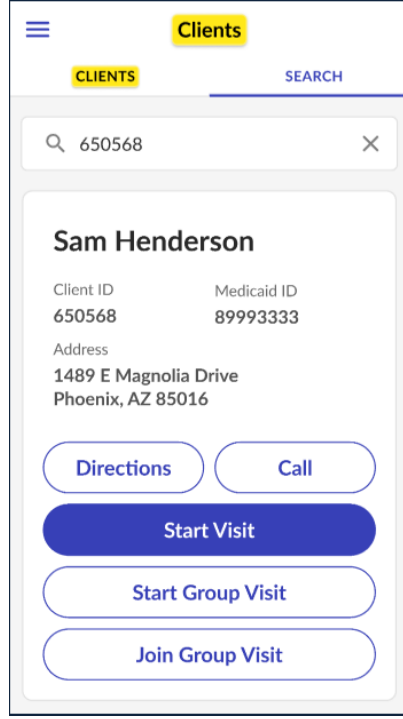 Clients
CLIENTS
SEARCH
650568
Sam Henderson
Client ID
Medicaid ID
650568
89993333
Address
1489 E Magnolia Drive
Phoenix, AZ 85016
Directions
Call
Start Visit
Start Group Visit
Join Group Visit